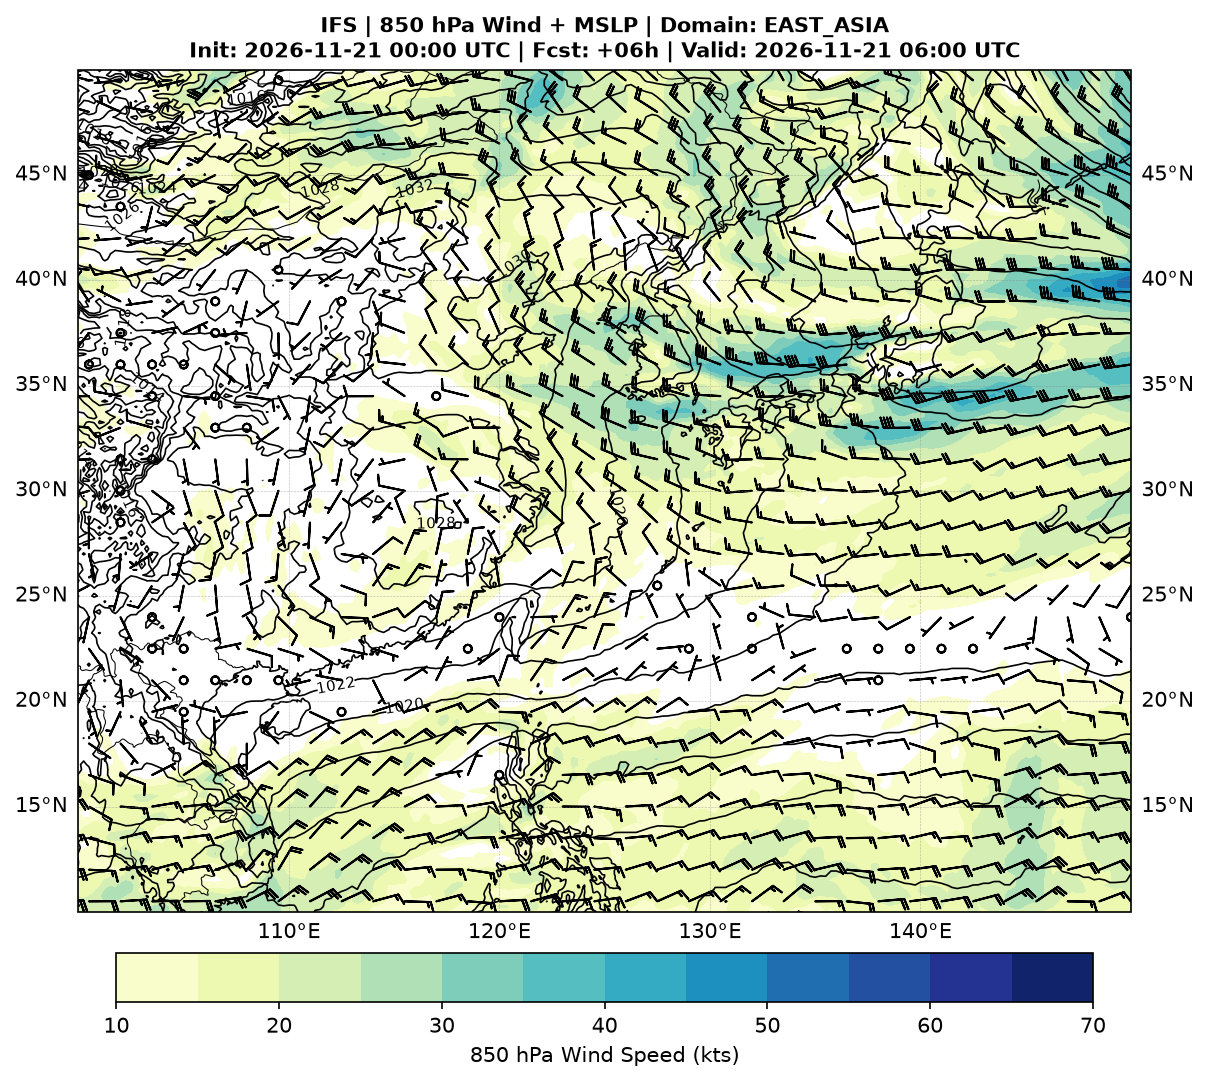 IFS | 850 hPa Wind + MSLP | Domain: EAST_ASIA
Init: 2026-11-21 00:00 UTC | Fcst: +06h | Valid: 2026-11-21 06:00 UTC
45°N 45°N
40°N 40°N
35°N 35°N
30°N 30°N
25°N 25°N
20°N 20°N
15°N 15°N
1028
1032
1028
1022
1020
110°E 120°E 130°E 140°E
10 20 30 40 50 60 70
850 hPa Wind Speed (kts)